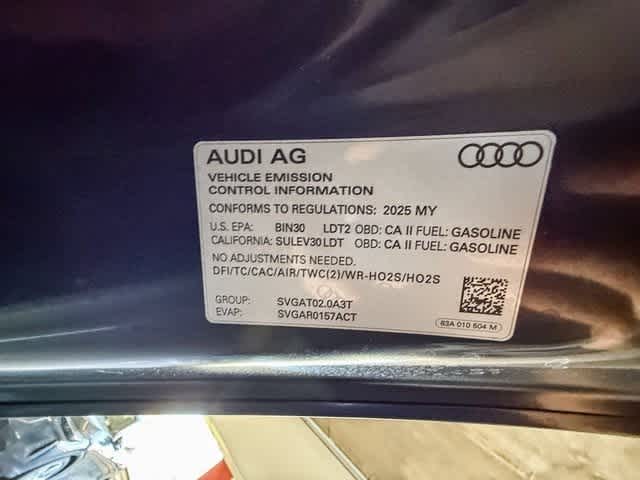 AUDI AG
VEHICLE EMISSION
CONTROL INFORMATION
CONFORMS TO REGULATIONS: 2025 MY
U.S. EPA: BIN30 LDT2 OBD: CA II FUEL: GASOLINE
CALIFORNIA: SULEV30 LDT OBD: CA II FUEL: GASOLINE
NO ADJUSTMENTS NEEDED.
DFI/TC/CAC/AIR/TWC(2)/WR-HO2S/HO2S
GROUP: SVGAT02.0A3T
EVAP: SVGAR0157ACT
83A 010 504 M